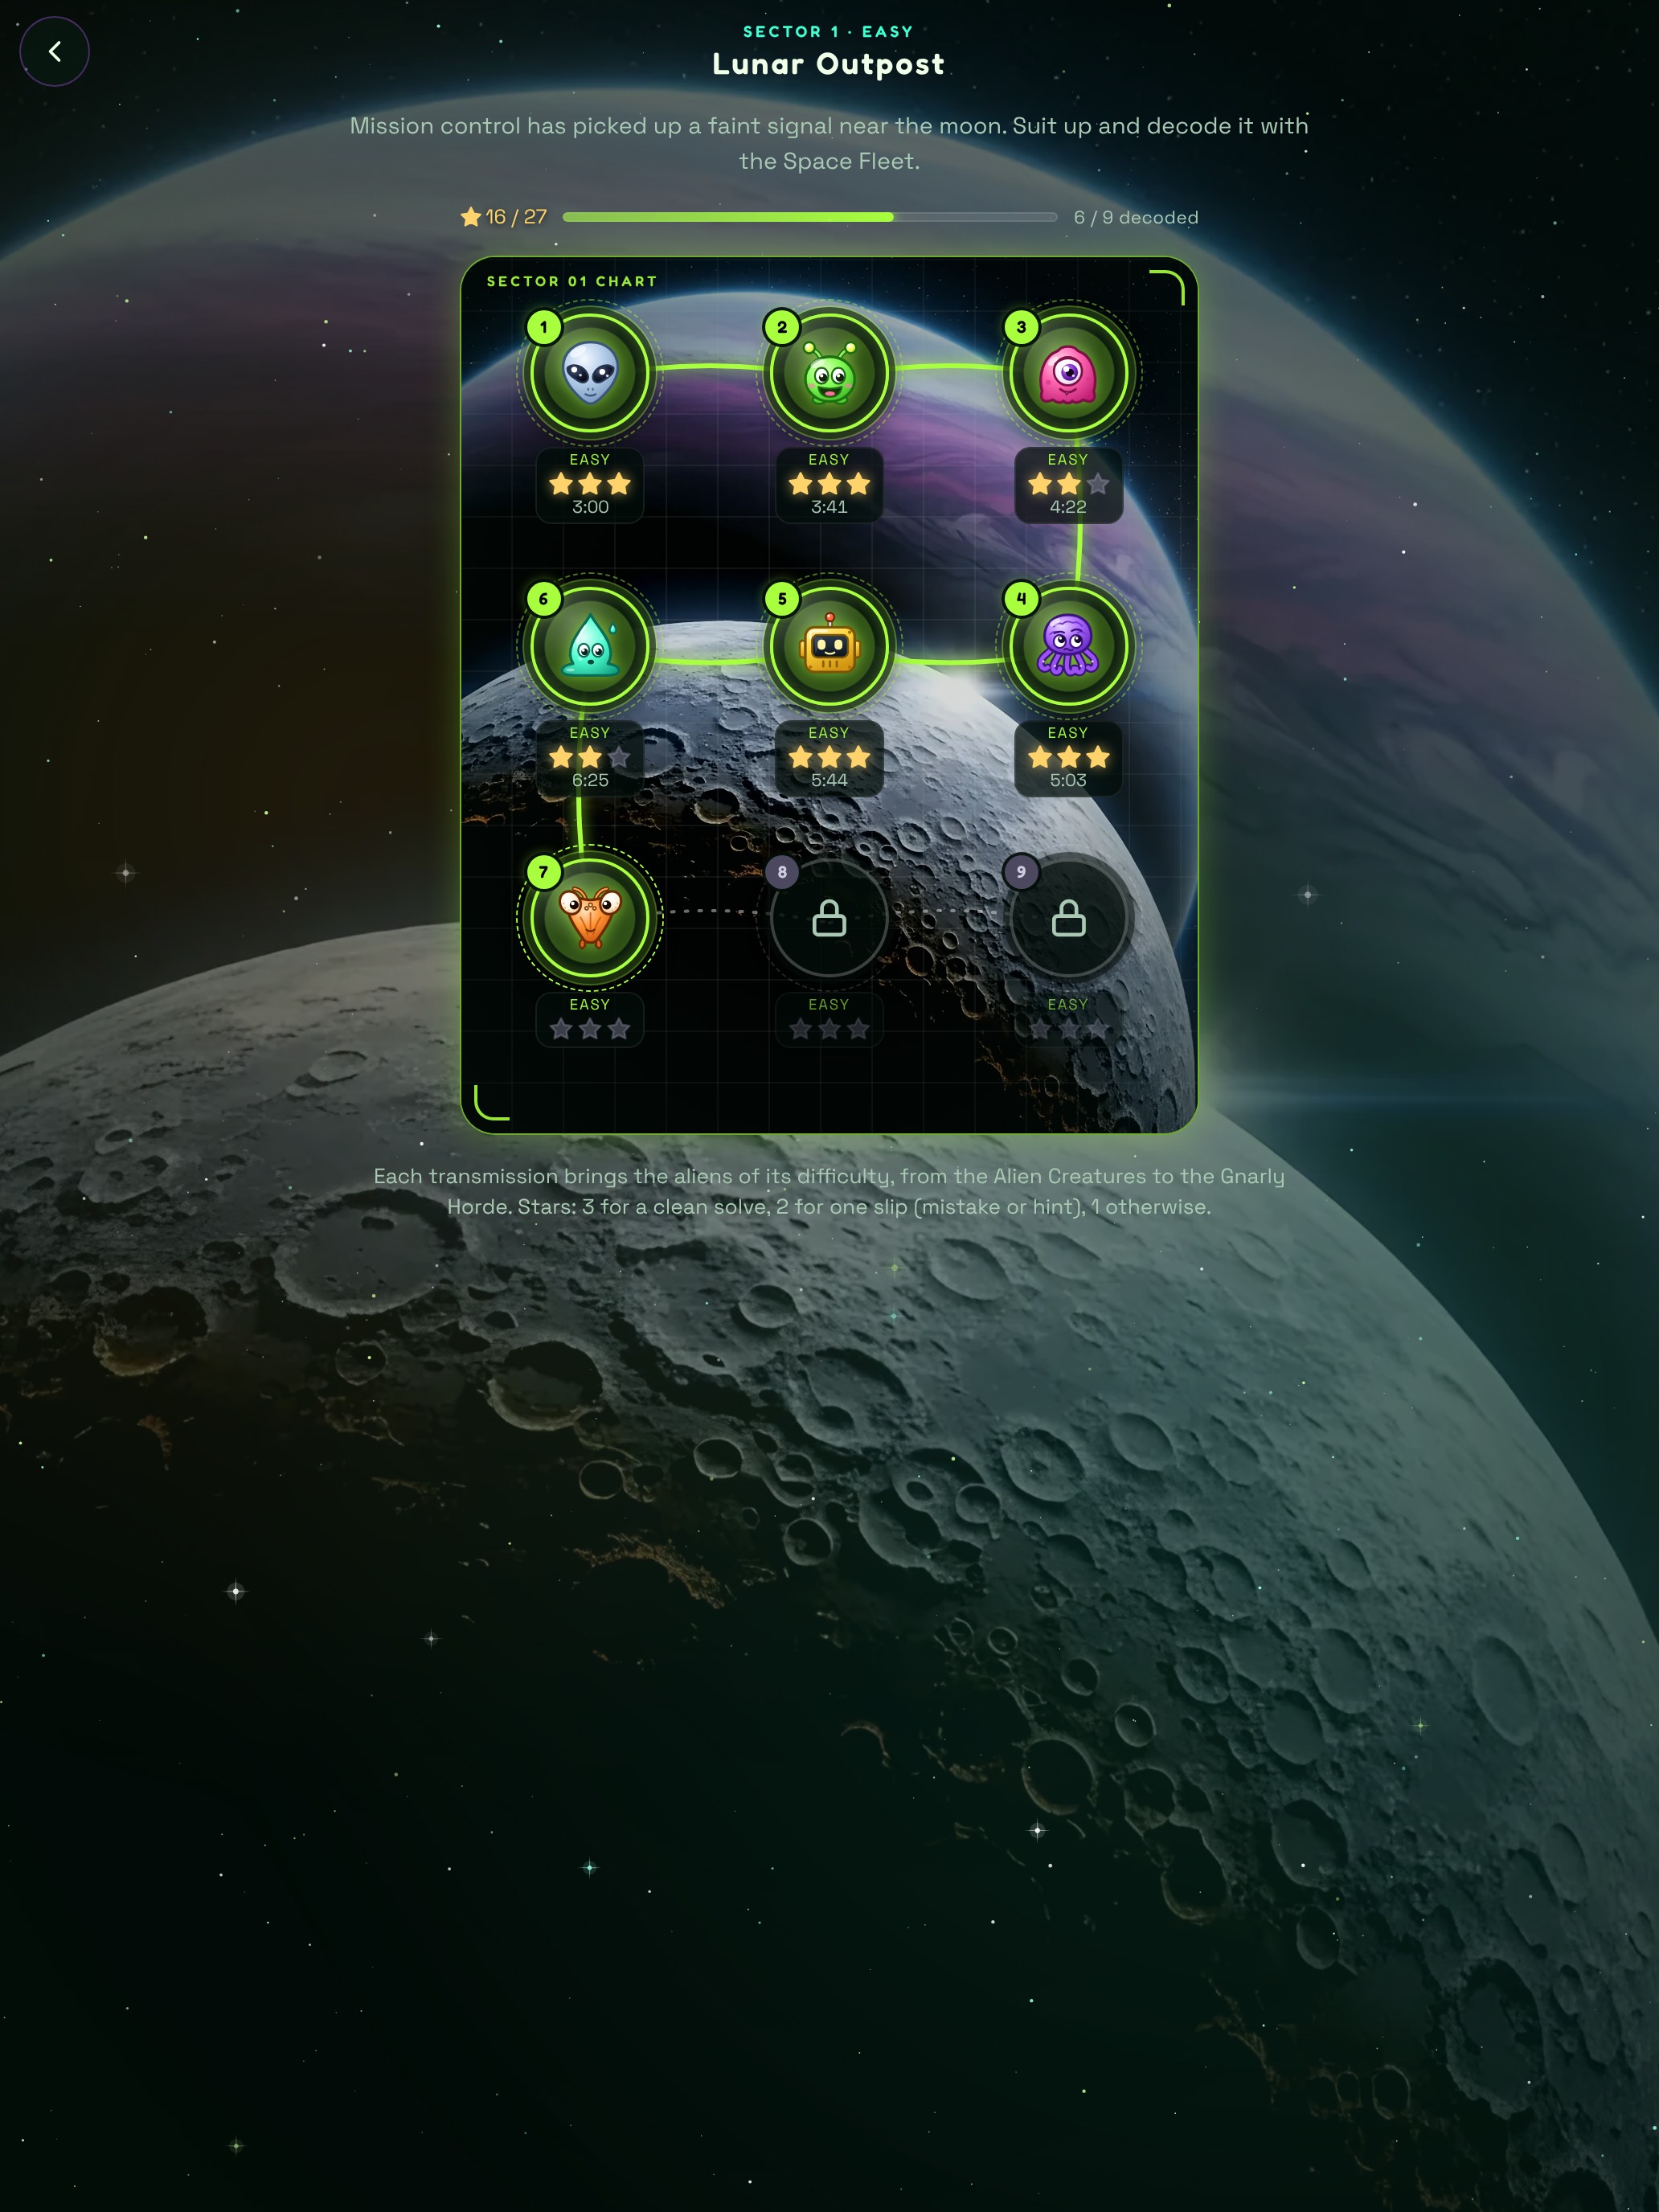 SECTOR 1 · EASY
Lunar Outpost
Mission control has picked up a faint signal near the moon. Suit up and decode it with
the Space Fleet.
16 / 27
6 / 9 decoded
SECTOR 01 CHART
1
2
3
EASY
EASY
EASY
3:00
3:41
4:22
6
5
4
EASY
EASY
EASY
6:25
5:44
5:03
7
8
9
EASY
EASY
EASY
Each transmission brings the aliens of its difficulty, from the Alien Creatures to the Gnarly
Horde. Stars: 3 for a clean solve, 2 for one slip (mistake or hint), 1 otherwise.